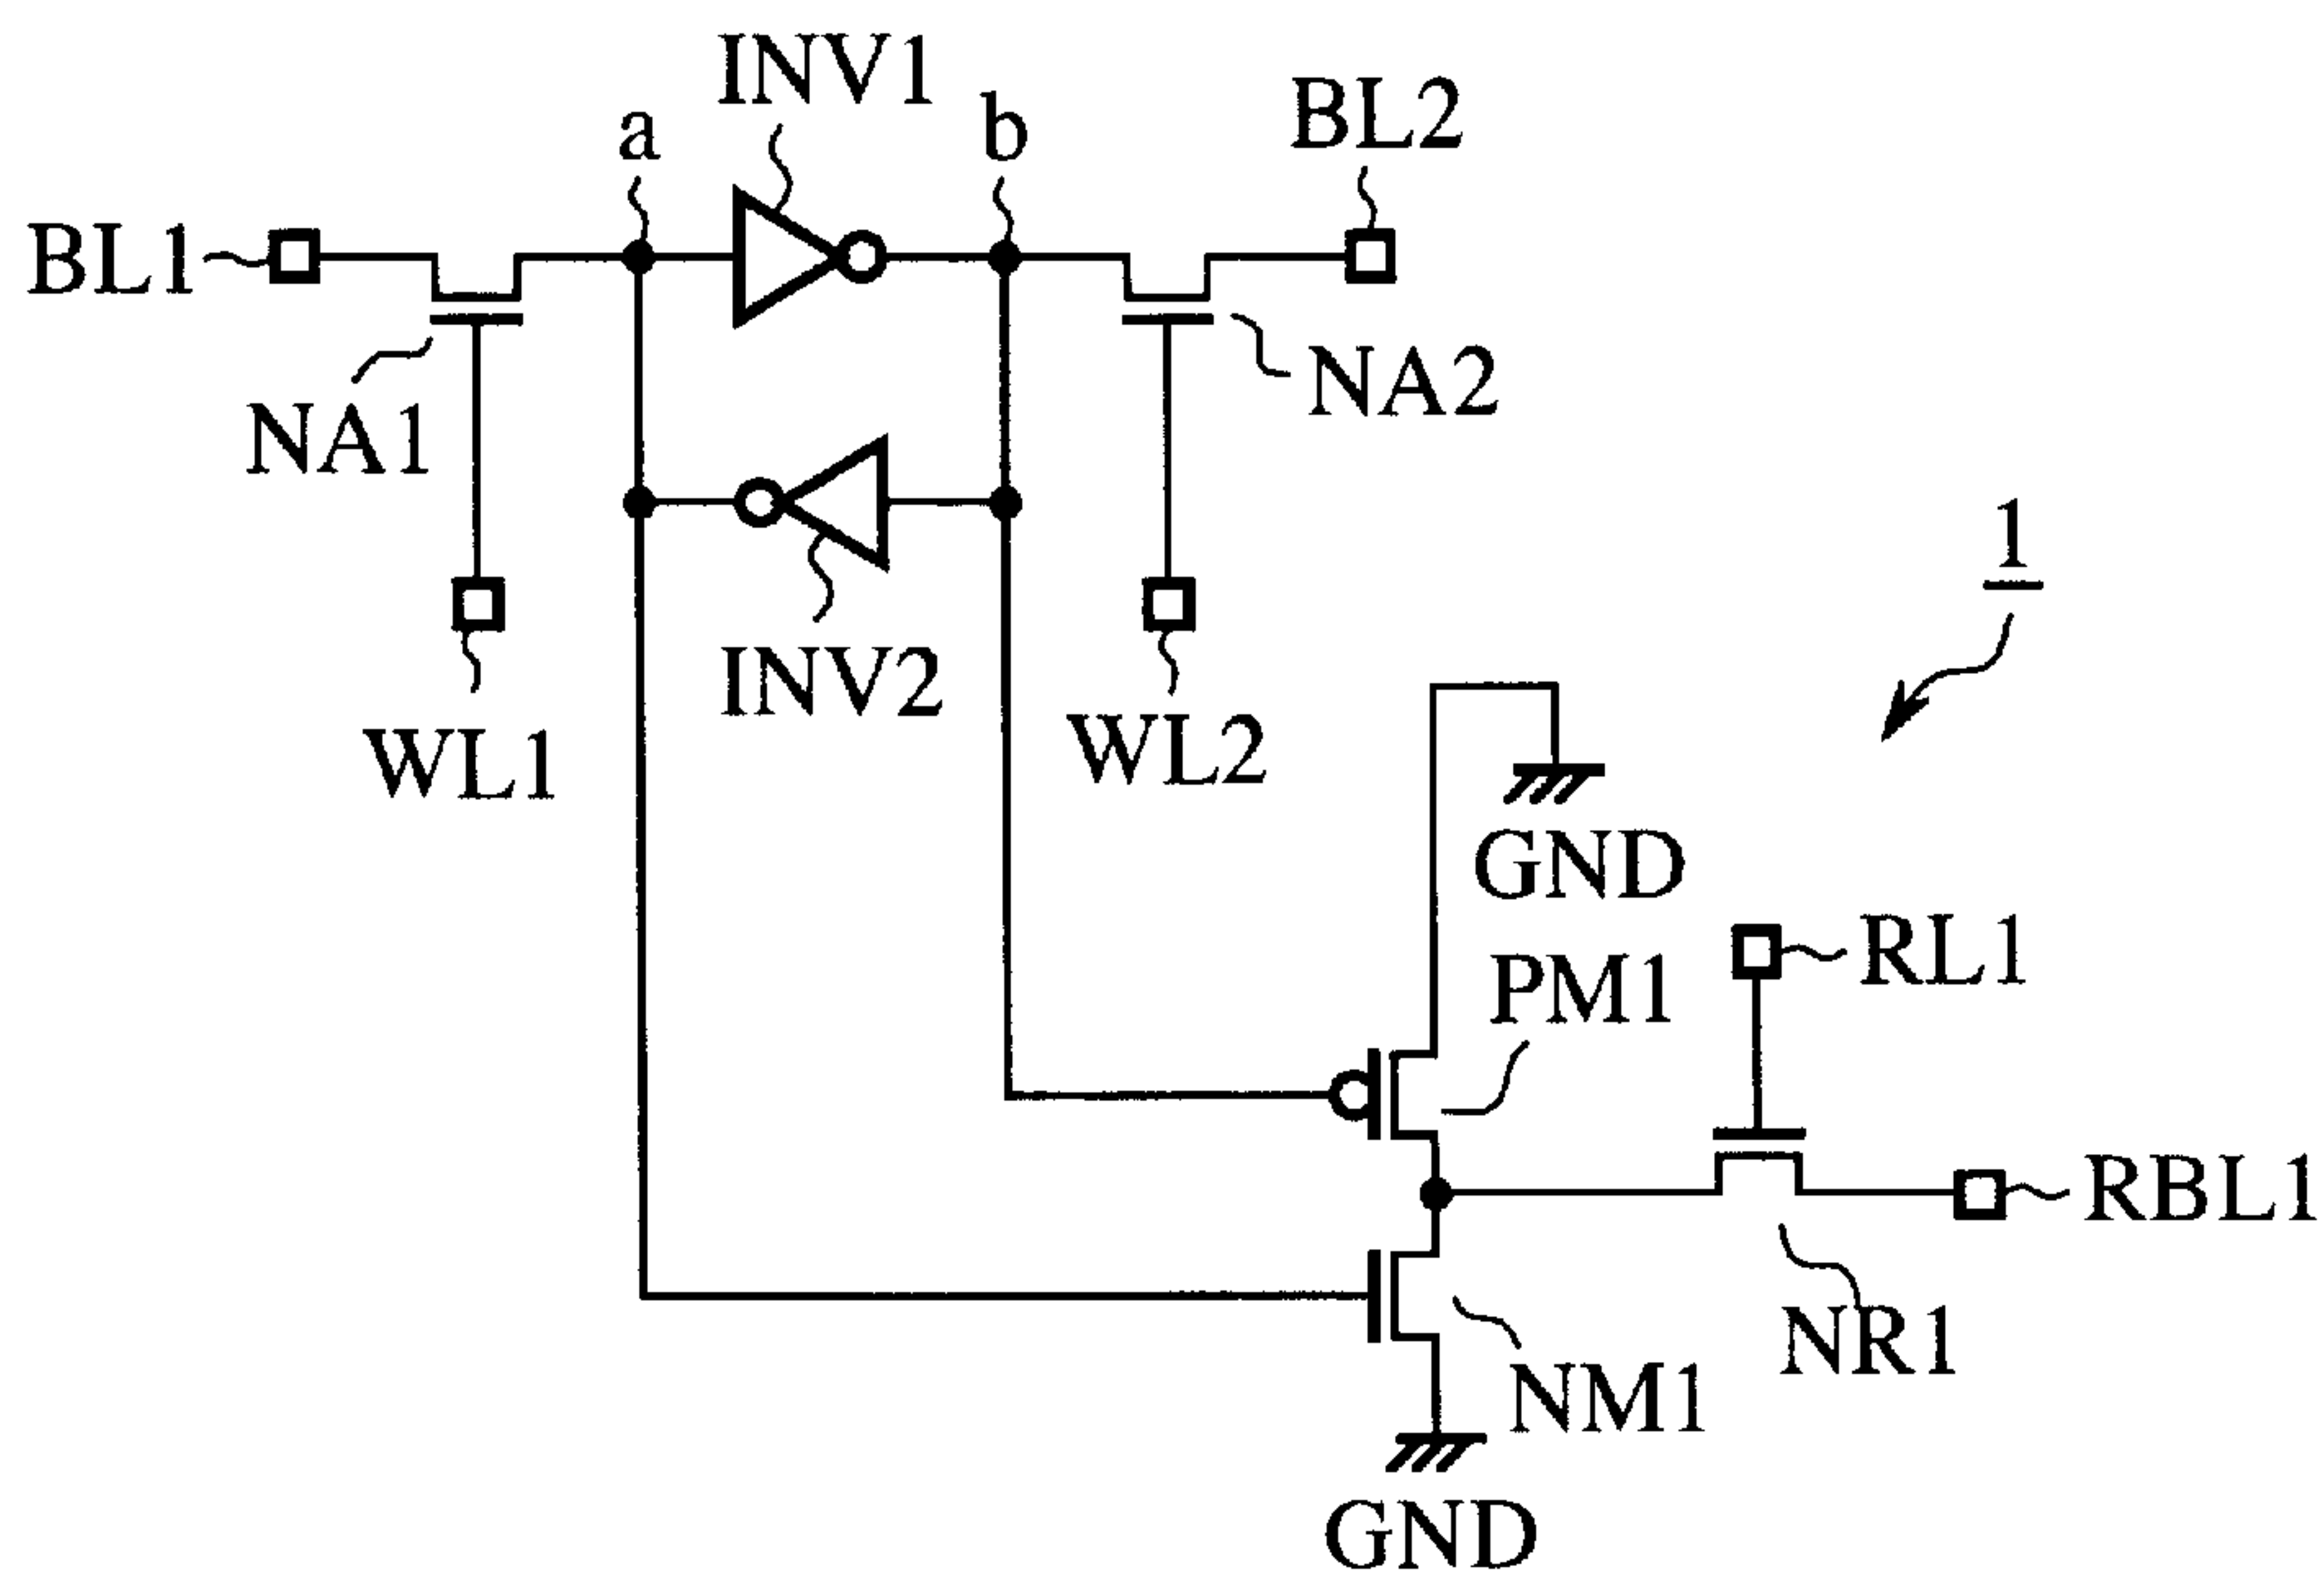 INV1
a
b
BL2
BL1
NA2
NA1
1
INV2
WL1
WL2
GND
RL1
PM1
RBL1
NR1
NM1
GND